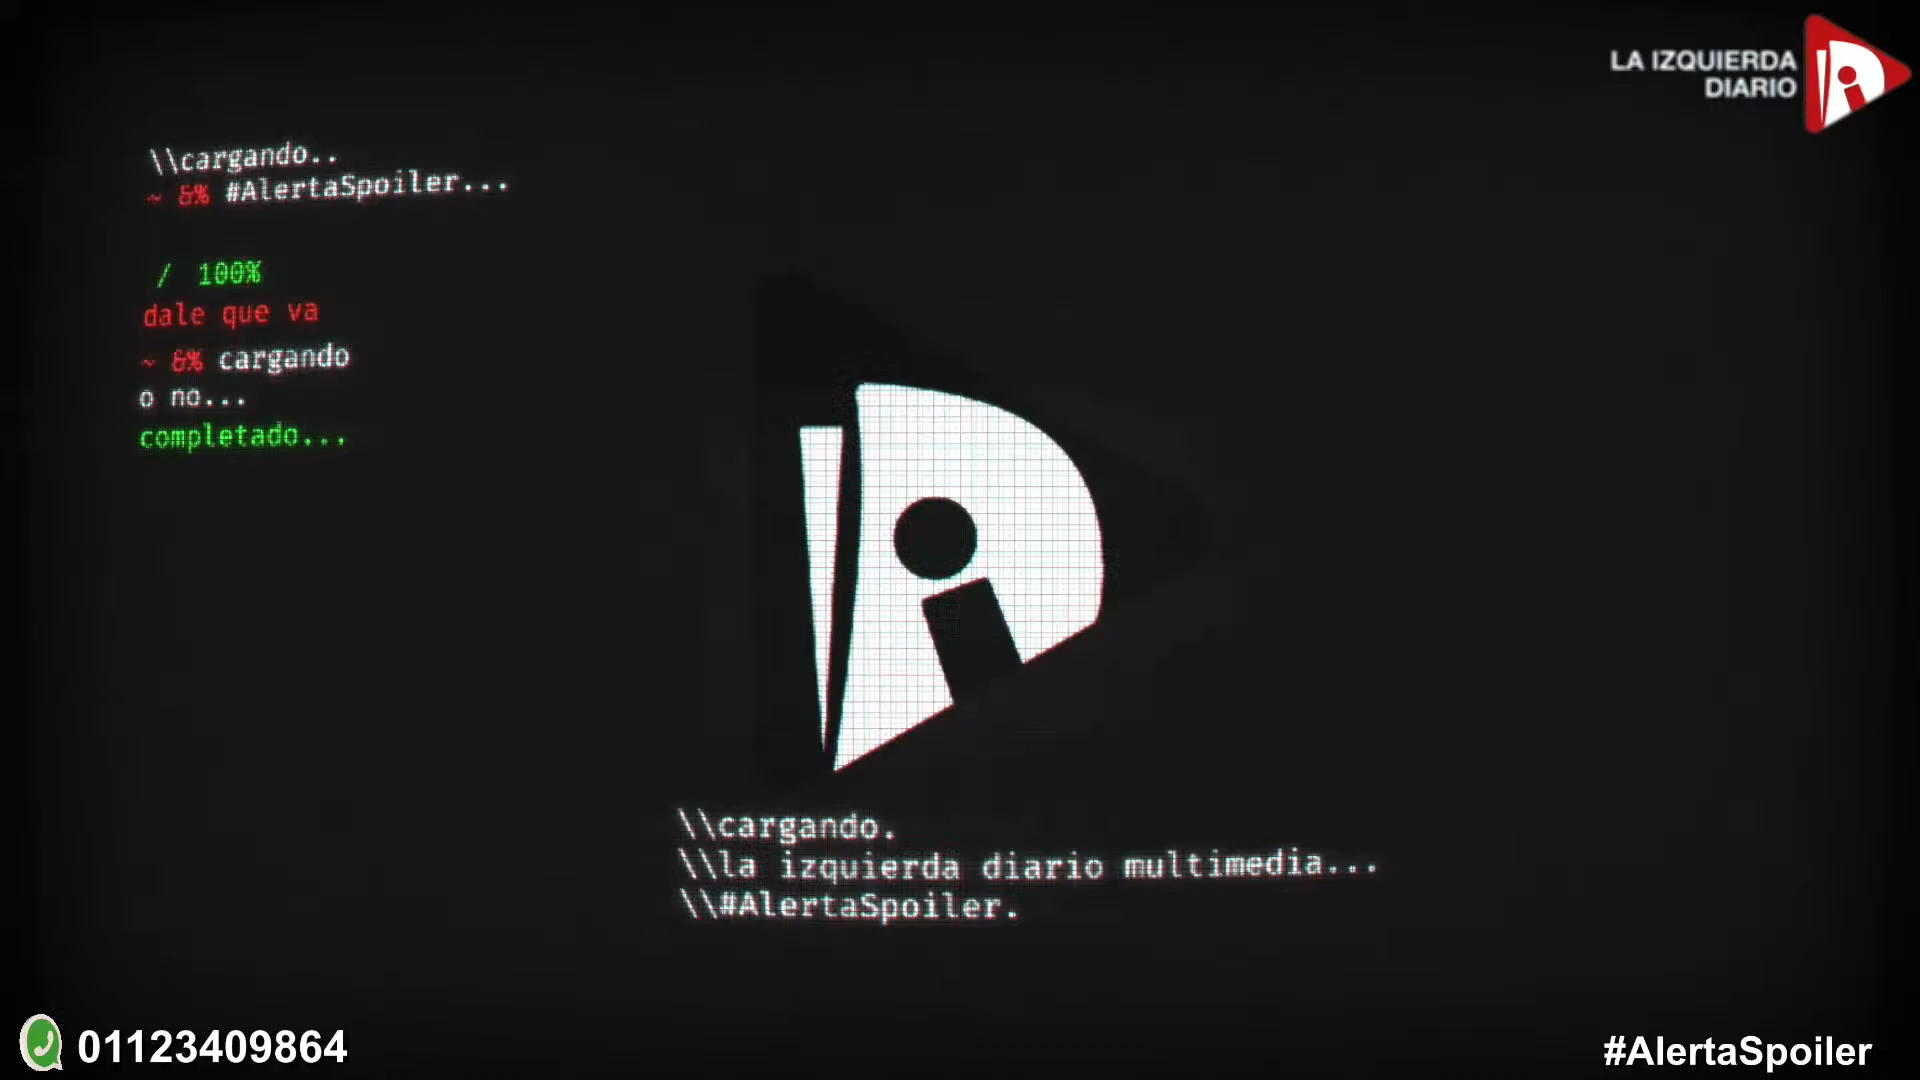 LA IZQUIERDA
DIARIO
\\cargando..
~ &% #AlertaSpoiler...
/ 100%
dale que va
~ &% cargando
o no...
completado...
\\cargando.
\\la izquierda diario multimedia...
\\#AlertaSpoiler.
01123409864
#AlertaSpoiler